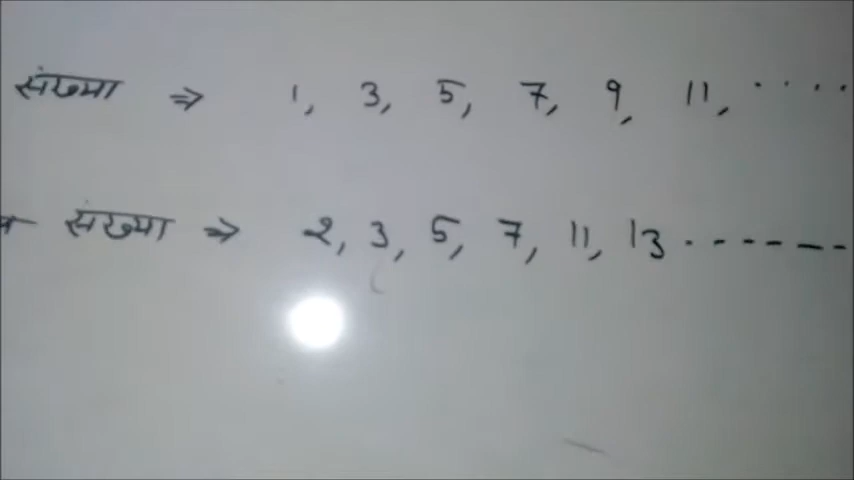 संख्या ⇒ 1, 3, 5, 7, 9, 11, ....
संख्या ⇒ 2, 3, 5, 7, 11, 13 -------